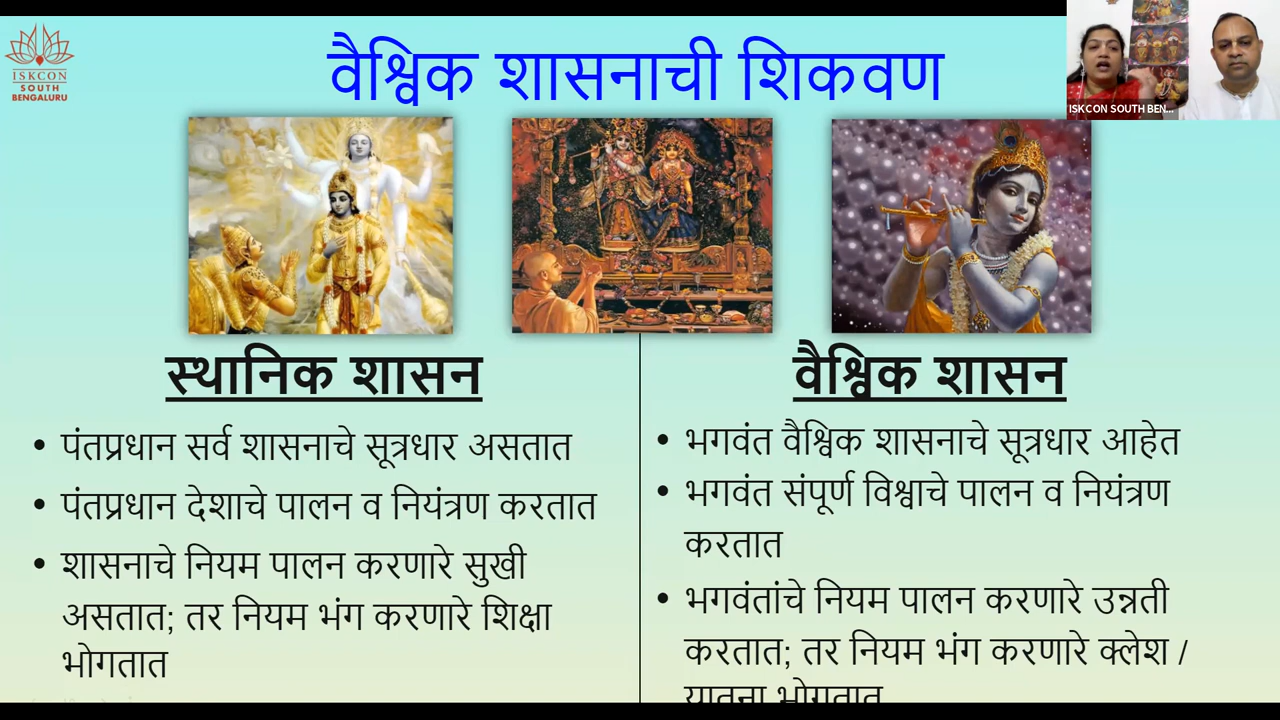 ISKCON
SOUTH
BENGALURU
वैश्विक शासनाची शिकवण
ISKCON SOUTH BEN...
स्थानिक शासन
• पंतप्रधान सर्व शासनाचे सूत्रधार असतात
• पंतप्रधान देशाचे पालन व नियंत्रण करतात
• शासनाचे नियम पालन करणारे सुखी
असतात; तर नियम भंग करणारे शिक्षा
भोगतात
वैश्विक शासन
• भगवंत वैश्विक शासनाचे सूत्रधार आहेत
• भगवंत संपूर्ण विश्वाचे पालन व नियंत्रण
करतात
• भगवंतांचे नियम पालन करणारे उन्नती
करतात; तर नियम भंग करणारे क्लेश /
यातना भोगतात